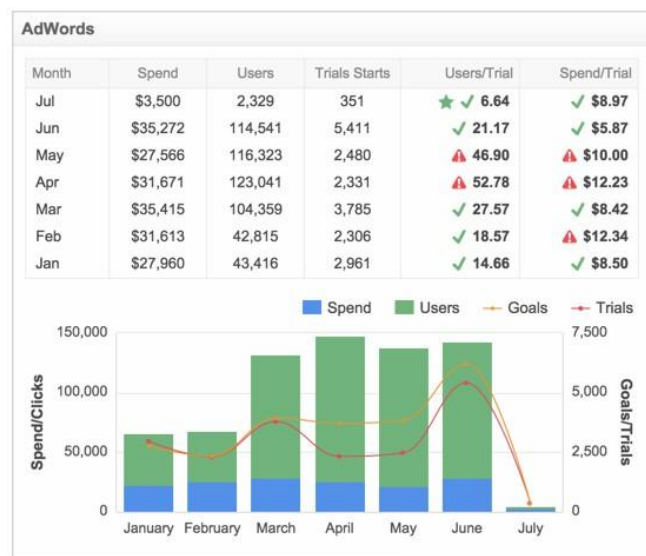 AdWords
Month Spend Users Trials Starts Users/Trial Spend/Trial
Jul $3,500 2,329 351 6.64 $8.97
Jun $35,272 114,541 5,411 21.17 $5.87
May $27,566 116,323 2,480 46.90 $10.00
Apr $31,671 123,041 2,331 52.78 $12.23
Mar $35,415 104,359 3,785 27.57 $8.42
Feb $31,613 42,815 2,306 18.57 $12.34
Jan $27,960 43,416 2,961 14.66 $8.50
Spend Users Goals Trials
150,000 7,500
100,000 5,000
50,000 2,500
0 0
Spend/Clicks
Goals/Trials
January February March April May June July